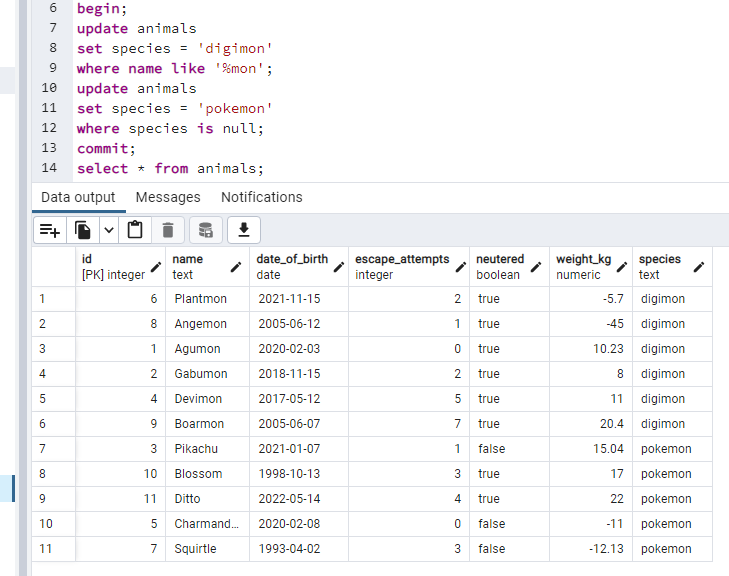 6 begin;
7 update animals
8 set species = 'digimon'
9 where name like '%mon';
10 update animals
11 set species = 'pokemon'
12 where species is null;
13 commit;
14 select * from animals;
Data output Messages Notifications
id name date_of_birth escape_attempts neutered weight_kg species
[PK] integer text date integer boolean numeric text
1 6 Plantmon 2021-11-15 2 true -5.7 digimon
2 8 Angemon 2005-06-12 1 true -45 digimon
3 1 Agumon 2020-02-03 0 true 10.23 digimon
4 2 Gabumon 2018-11-15 2 true 8 digimon
5 4 Devimon 2017-05-12 5 true 11 digimon
6 9 Boarmon 2005-06-07 7 true 20.4 digimon
7 3 Pikachu 2021-01-07 1 false 15.04 pokemon
8 10 Blossom 1998-10-13 3 true 17 pokemon
9 11 Ditto 2022-05-14 4 true 22 pokemon
10 5 Charmand... 2020-02-08 0 false -11 pokemon
11 7 Squirtle 1993-04-02 3 false -12.13 pokemon